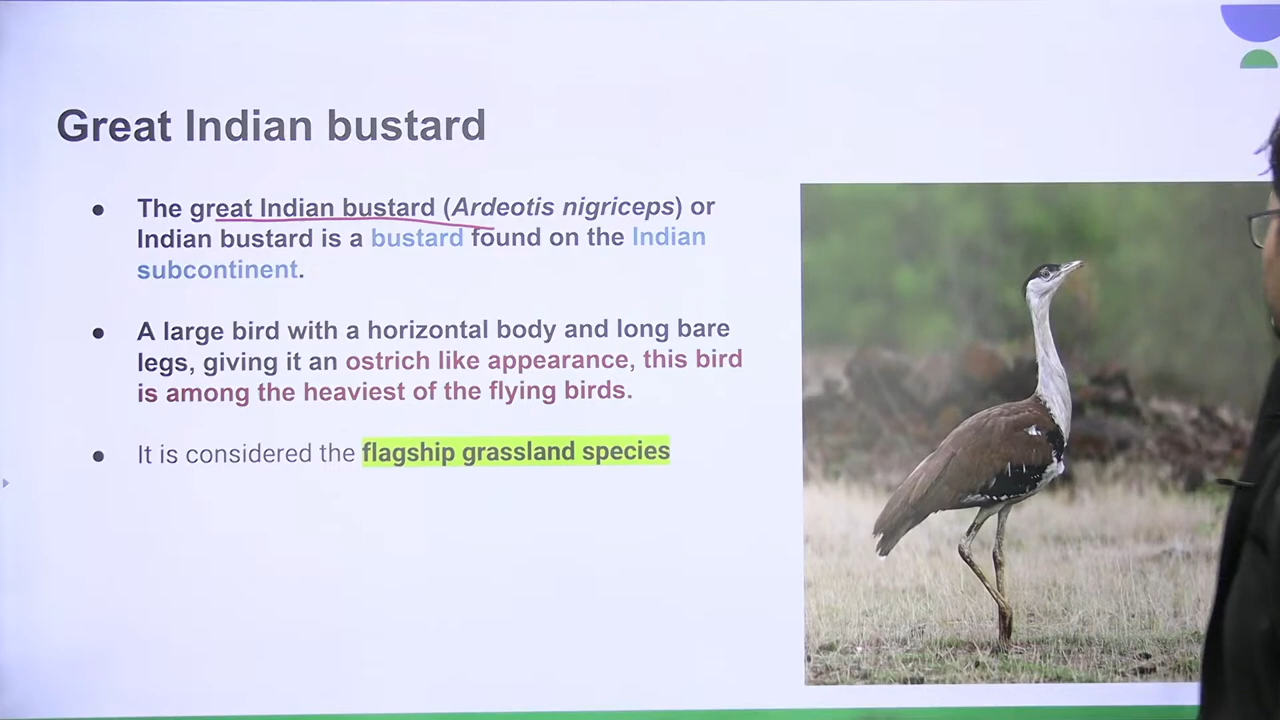 Great Indian bustard
● The great Indian bustard (Ardeotis nigriceps) or
Indian bustard is a bustard found on the Indian
subcontinent.
● A large bird with a horizontal body and long bare
legs, giving it an ostrich like appearance, this bird
is among the heaviest of the flying birds.
● It is considered the flagship grassland species